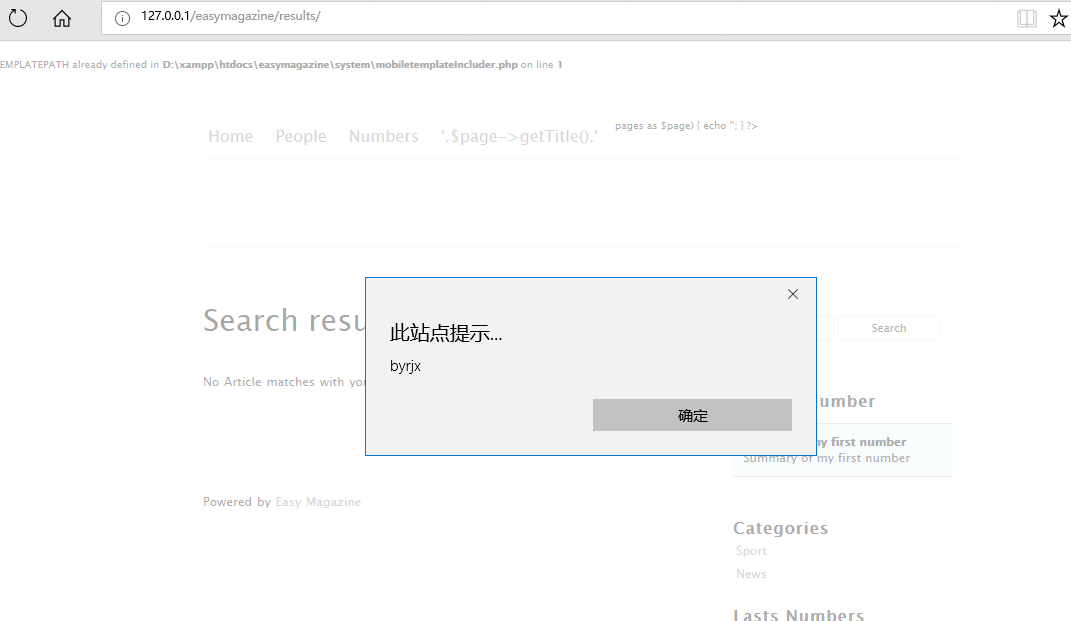 127.0.0.1/easymagazine/results/
EMPLATEPATH already defined in D:\xampp\htdocs\easymagazine\system\mobiletemplateIncluder.php on line 1
Home People Numbers '.$page->getTitle().' pages as $page) { echo ''; } ?>
Search resu
Search
此站点提示...
byrjx
确定
No Article matches with you
umber
my first number
Summary of my first number
Powered by Easy Magazine
Categories
Sport
News
Lasts Numbers